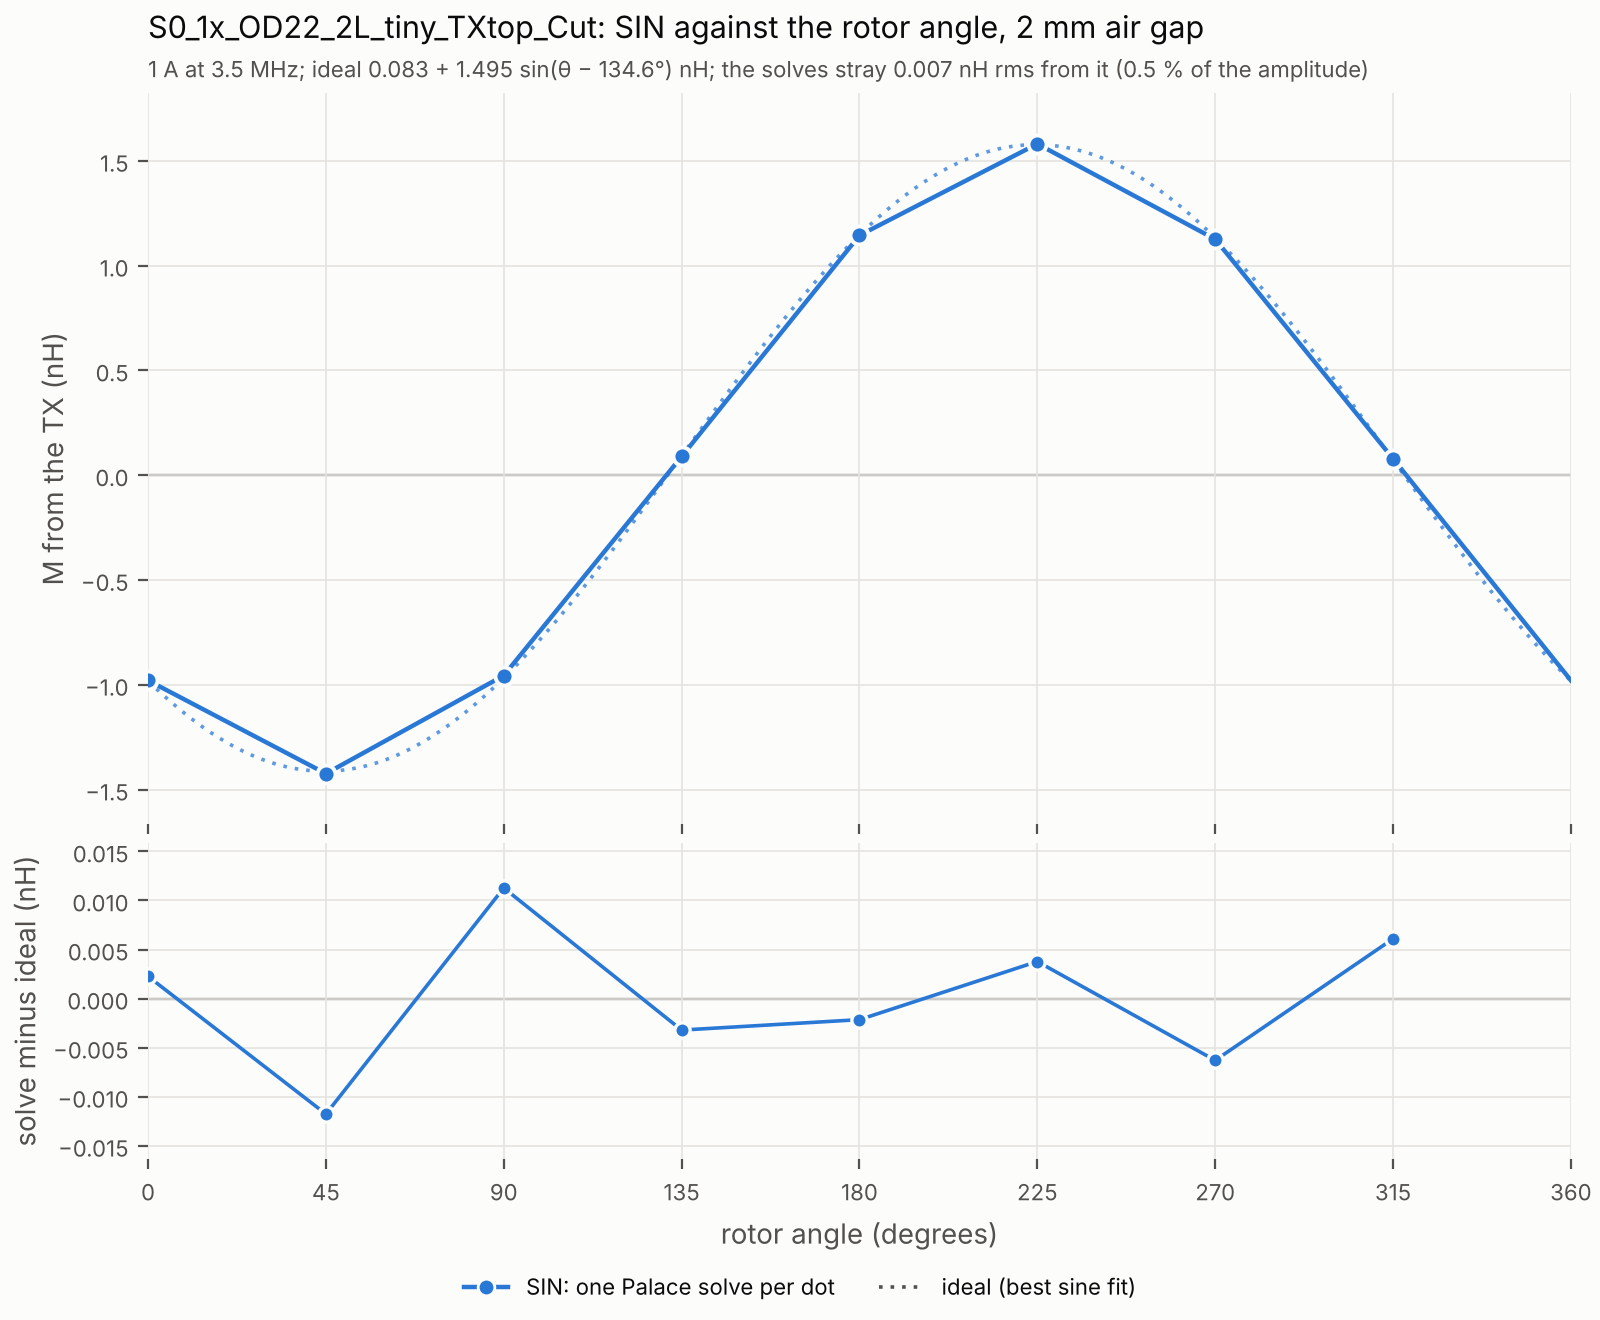 S0_1x_OD22_2L_tiny_TXtop_Cut: SIN against the rotor angle, 2 mm air gap
1 A at 3.5 MHz; ideal 0.083 + 1.495 sin(θ − 134.6°) nH; the solves stray 0.007 nH rms from it (0.5 % of the amplitude)
M from the TX (nH)
1.5
1.0
0.5
0.0
−0.5
−1.0
−1.5
solve minus ideal (nH)
0.015
0.010
0.005
0.000
−0.005
−0.010
−0.015
0 45 90 135 180 225 270 315 360
rotor angle (degrees)
SIN: one Palace solve per dot ideal (best sine fit)